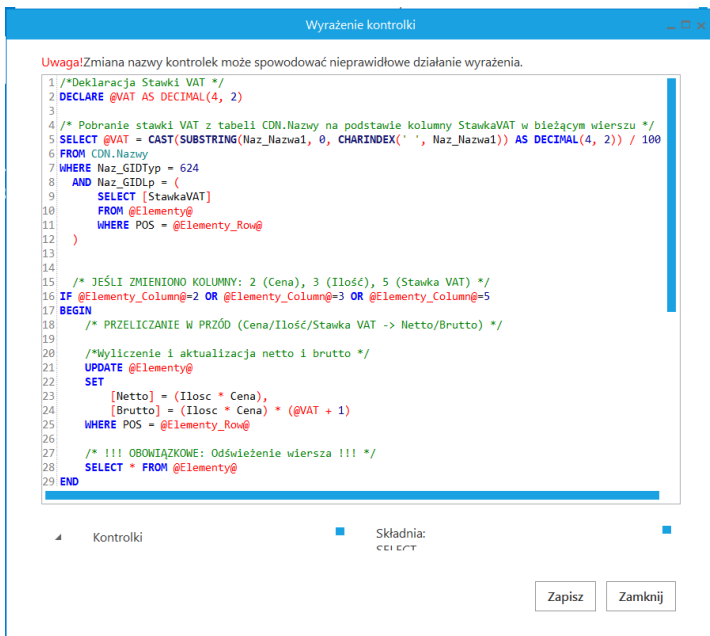 Wyrażenie kontrolki
Uwaga!Zmiana nazwy kontrolek może spowodować nieprawidłowe działanie wyrażenia.
1 /*Deklaracja Stawki VAT */
2 DECLARE @VAT AS DECIMAL(4, 2)
3
4 /* Pobranie stawki VAT z tabeli CDN.Nazwy na podstawie kolumny StawkaVAT w bieżącym wierszu */
5 SELECT @VAT = CAST(SUBSTRING(Naz_Nazwa1, 0, CHARINDEX(' ', Naz_Nazwa1)) AS DECIMAL(4, 2)) / 100
6 FROM CDN.Nazwy
7 WHERE Naz_GIDTyp = 624
8 AND Naz_GIDLp = (
9 SELECT [StawkaVAT]
10 FROM @Elementy@
11 WHERE POS = @Elementy_Row@
12 )
13
14
15 /* JEŚLI ZMIENIONO KOLUMNY: 2 (Cena), 3 (Ilość), 5 (Stawka VAT) */
16 IF @Elementy_Column@=2 OR @Elementy_Column@=3 OR @Elementy_Column@=5
17 BEGIN
18 /* PRZELICZANIE W PRZÓD (Cena/Ilość/Stawka VAT -> Netto/Brutto) */
19
20 /*Wyliczenie i aktualizacja netto i brutto */
21 UPDATE @Elementy@
22 SET
23 [Netto] = (Ilosc * Cena),
24 [Brutto] = (Ilosc * Cena) * (@VAT + 1)
25 WHERE POS = @Elementy_Row@
26
27 /* !!! OBOWIĄZKOWE: Odświeżenie wiersza !!! */
28 SELECT * FROM @Elementy@
29 END
Kontrolki
Składnia:
SELECT
Zapisz
Zamknij